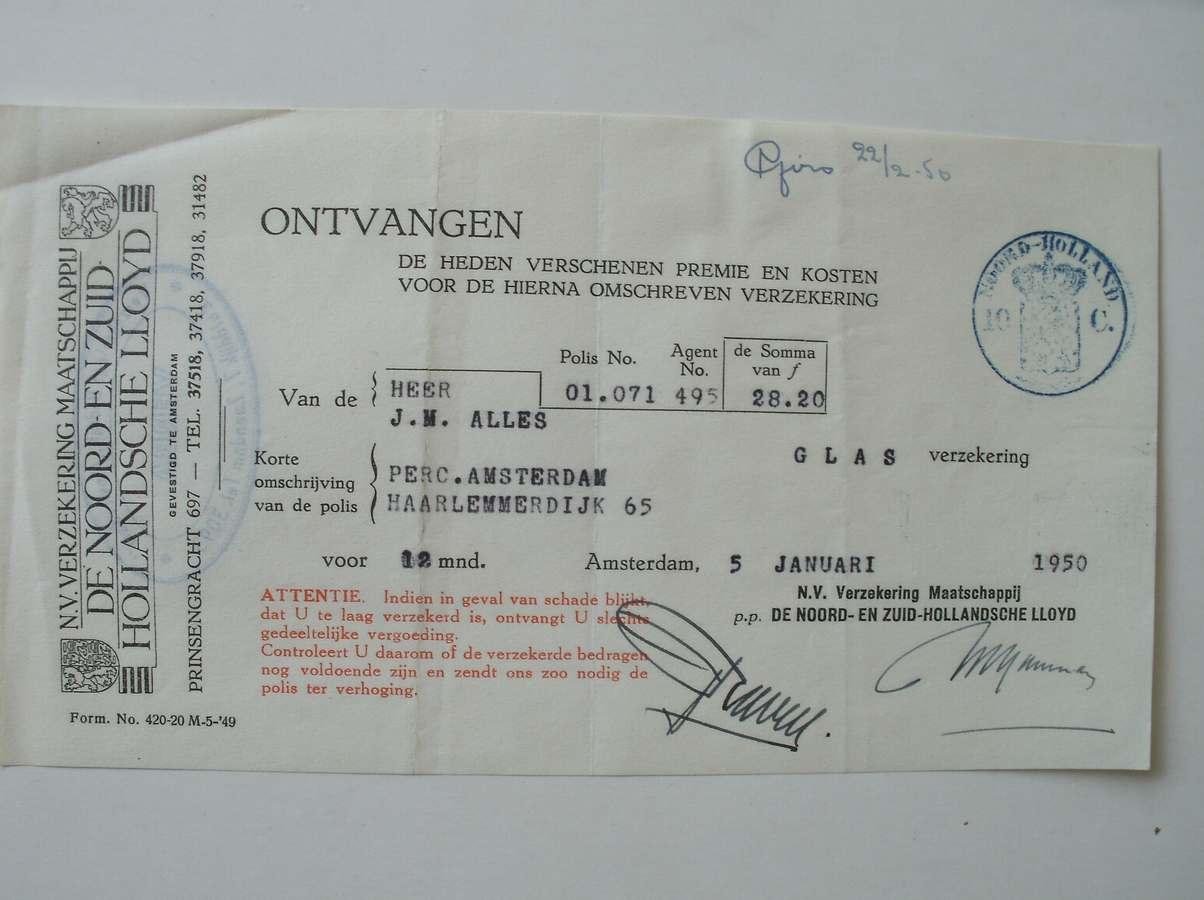 Pgiro 22/2-50
N.V. VERZEKERING MAATSCHAPPIJ
DE NOORD- EN ZUID-
HOLLANDSCHE LLOYD
GEVESTIGD TE AMSTERDAM
PRINSENGRACHT 697 — TEL. 37518, 37418, 37918, 31482
ONTVANGEN
DE HEDEN VERSCHENEN PREMIE EN KOSTEN
VOOR DE HIERNA OMSCHREVEN VERZEKERING
NOORD-HOLLAND
10 C.
Polis No. Agent No. de Somma van f
Van de HEER 01.071 495 28.20
J.M. ALLES
GLAS verzekering
Korte omschrijving van de polis
PERC.AMSTERDAM
HAARLEMMERDIJK 65
voor 12 mnd. Amsterdam, 5 JANUARI 1950
N.V. Verzekering Maatschappij
p.p. DE NOORD- EN ZUID-HOLLANDSCHE LLOYD
ATTENTIE. Indien in geval van schade blijkt,
dat U te laag verzekerd is, ontvangt U slechts
gedeeltelijke vergoeding.
Controleert U daarom of de verzekerde bedragen
nog voldoende zijn en zendt ons zoo nodig de
polis ter verhoging.
Form. No. 420-20 M-5-'49